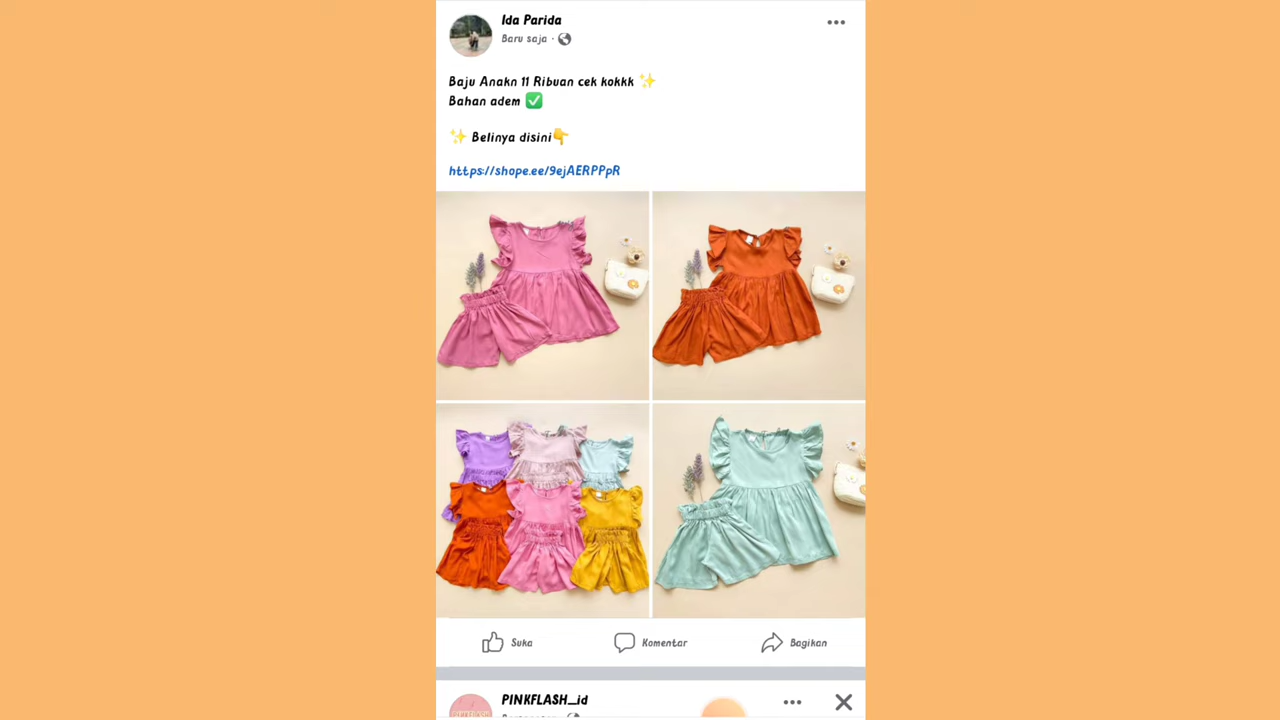 Ida Parida
Baru saja ·
Baju Anakn 11 Ribuan cek kokkk ✨
Bahan adem ✅
✨ Belinya disini👇
https://shope.ee/9ejAERPPpR
Suka
Komentar
Bagikan
PINKFLASH_id
PINKFLASH